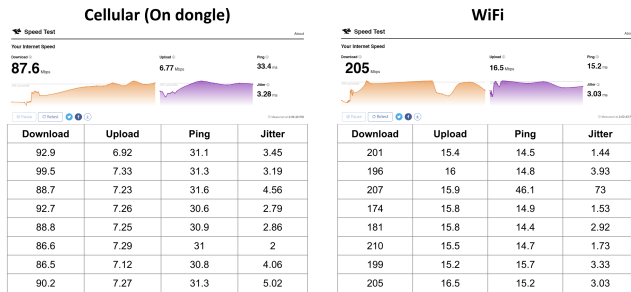 Cellular (On dongle)
Speed Test
About
Your Internet Speed
Download
Upload
Ping
87.6 Mbps
6.77 Mbps
33.4 ms
Jitter
3.28 ms
Paused
Retest
Download Upload Ping Jitter
92.9 6.92 31.1 3.45
99.5 7.33 31.3 3.19
88.7 7.23 31.6 4.56
92.7 7.26 30.6 2.79
88.8 7.25 30.9 2.86
86.6 7.29 31 2
86.5 7.12 30.8 4.06
90.2 7.27 31.3 5.02
WiFi
Speed Test
Your Internet Speed
Download
Upload
Ping
205 Mbps
16.5 Mbps
15.2 ms
Jitter
3.03 ms
Paused
Retest
Download Upload Ping Jitter
201 15.4 14.5 1.44
196 16 14.8 3.93
207 15.9 46.1 73
174 15.8 14.9 1.53
181 15.8 14.4 2.92
210 15.5 14.7 1.73
199 15.2 15.7 3.33
205 16.5 15.2 3.03